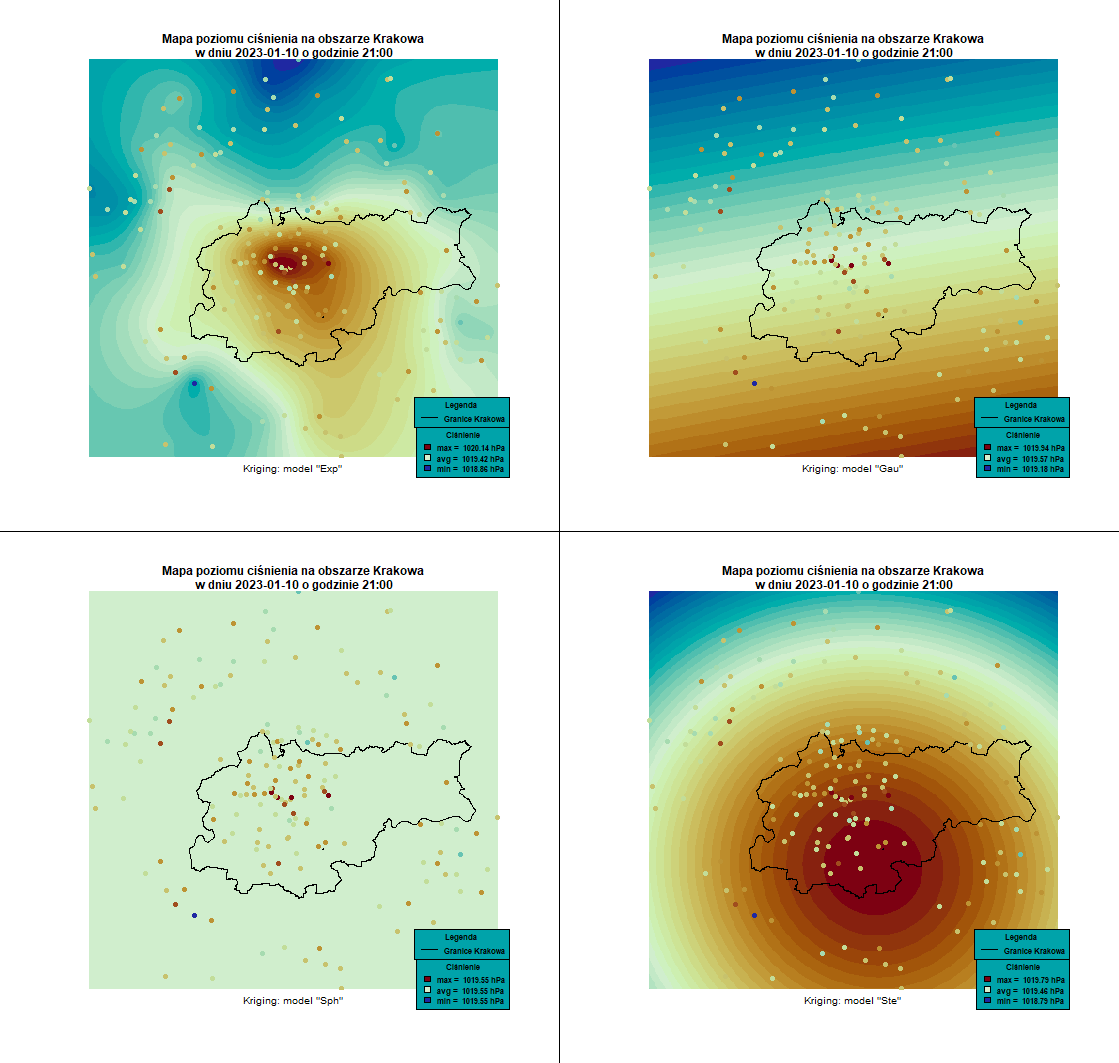 Mapa poziomu ciśnienia na obszarze Krakowa
w dniu 2023-01-10 o godzinie 21:00
Legenda
Granice Krakowa
Ciśnienie
max = 1020.14 hPa
avg = 1019.42 hPa
min = 1018.86 hPa
Kriging: model "Exp"
Mapa poziomu ciśnienia na obszarze Krakowa
w dniu 2023-01-10 o godzinie 21:00
Legenda
Granice Krakowa
Ciśnienie
max = 1019.94 hPa
avg = 1019.57 hPa
min = 1019.18 hPa
Kriging: model "Gau"
Mapa poziomu ciśnienia na obszarze Krakowa
w dniu 2023-01-10 o godzinie 21:00
Legenda
Granice Krakowa
Ciśnienie
max = 1019.55 hPa
avg = 1019.55 hPa
min = 1019.55 hPa
Kriging: model "Sph"
Mapa poziomu ciśnienia na obszarze Krakowa
w dniu 2023-01-10 o godzinie 21:00
Legenda
Granice Krakowa
Ciśnienie
max = 1019.79 hPa
avg = 1019.46 hPa
min = 1018.79 hPa
Kriging: model "Ste"